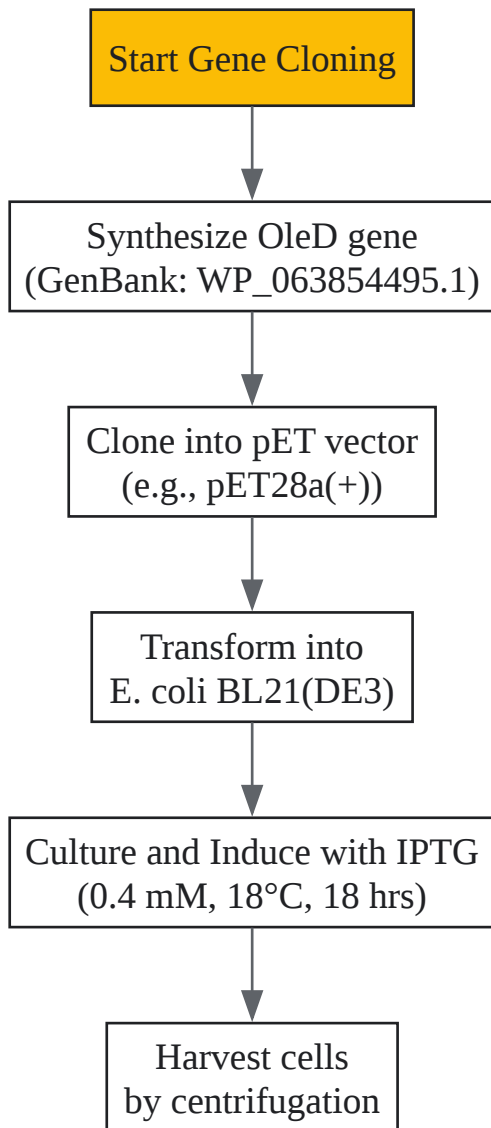 Start Gene Cloning
Synthesize OleD gene
(GenBank: WP_063854495.1)
Clone into pET vector
(e.g., pET28a(+))
Transform into
E. coli BL21(DE3)
Culture and Induce with IPTG
(0.4 mM, 18°C, 18 hrs)
Harvest cells
by centrifugation